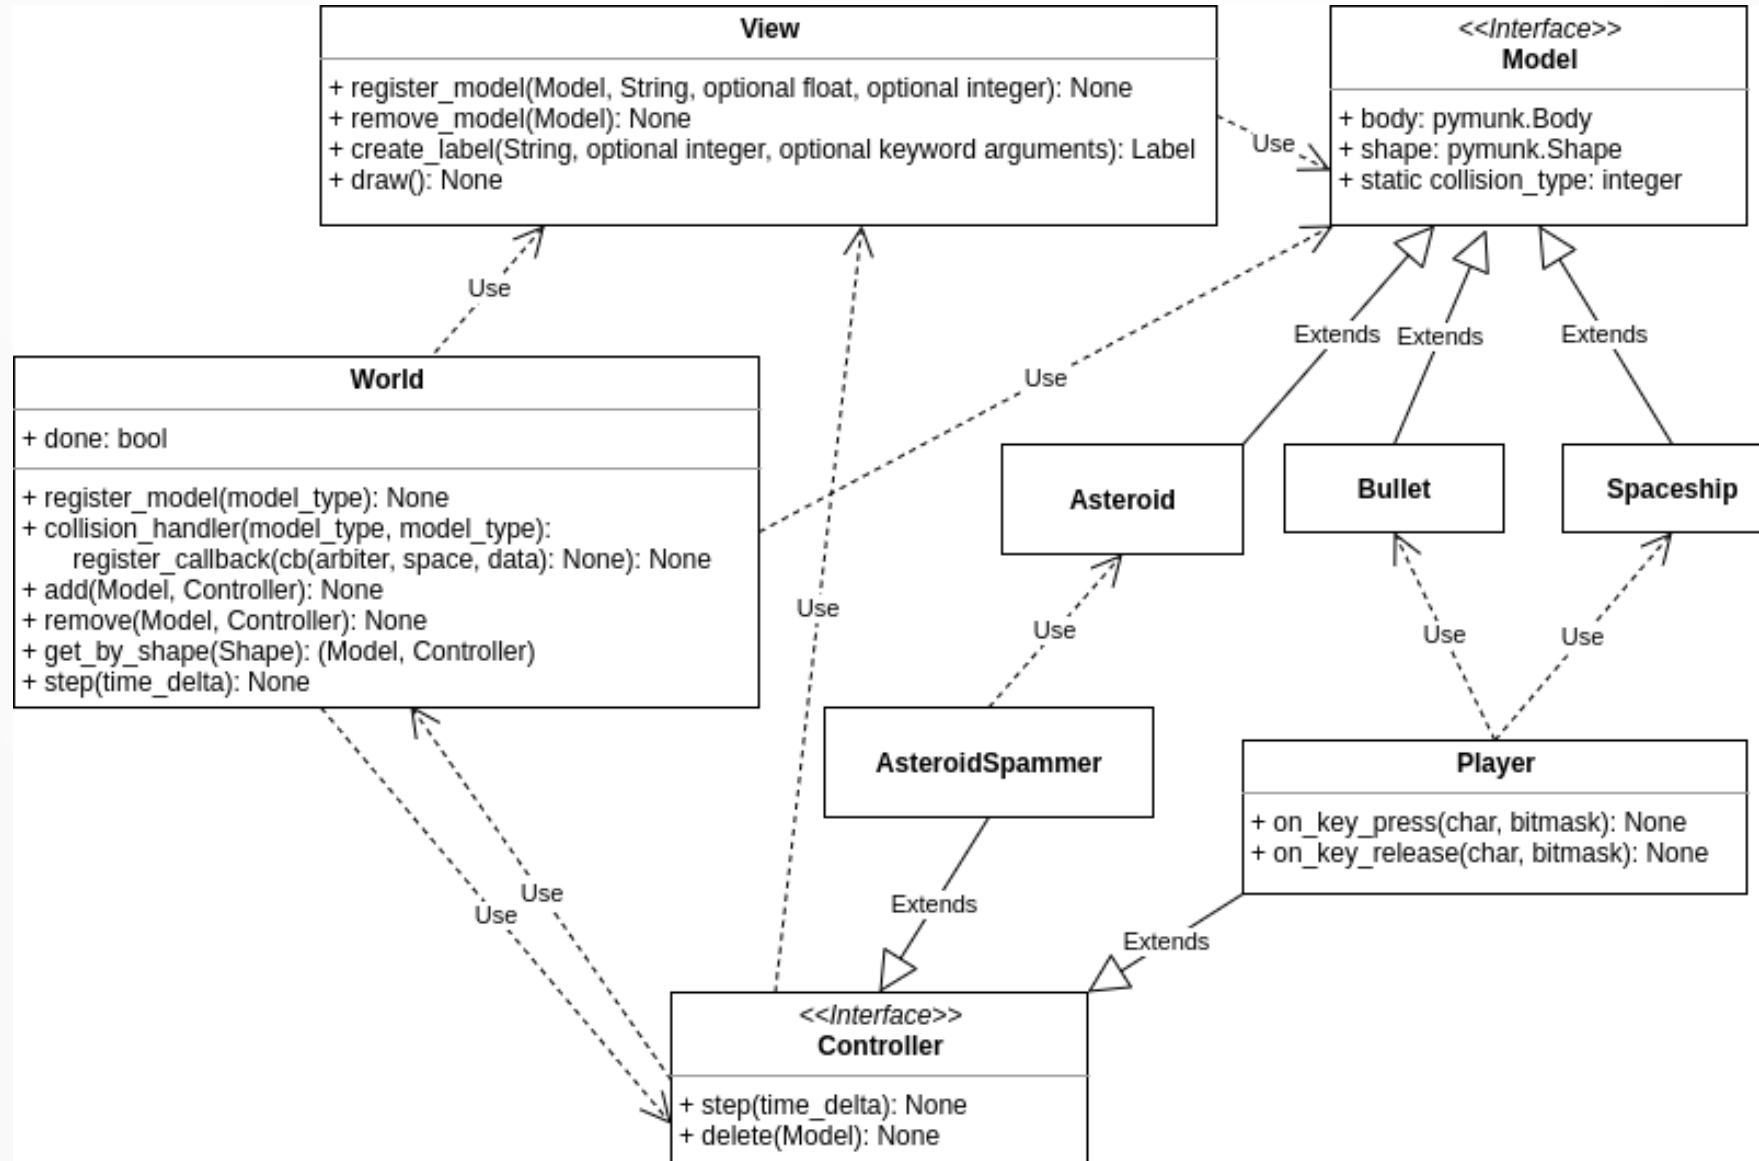 View
+ register_model(Model, String, optional float, optional integer): None
+ remove_model(Model): None
+ create_label(String, optional integer, optional keyword arguments): Label
+ draw(): None
<<Interface>>
Model
+ body: pymunk.Body
+ shape: pymunk.Shape
+ static collision_type: integer
Use
Use
Use
Extends
Extends
Extends
World
+ done: bool
+ register_model(model_type): None
+ collision_handler(model_type, model_type):
register_callback(cb(arbiter, space, data): None): None
+ add(Model, Controller): None
+ remove(Model, Controller): None
+ get_by_shape(Shape): (Model, Controller)
+ step(time_delta): None
Asteroid
Bullet
Spaceship
Use
Use
Use
Use
AsteroidSpammer
Player
+ on_key_press(char, bitmask): None
+ on_key_release(char, bitmask): None
Use
Use
Extends
Extends
<<Interface>>
Controller
+ step(time_delta): None
+ delete(Model): None